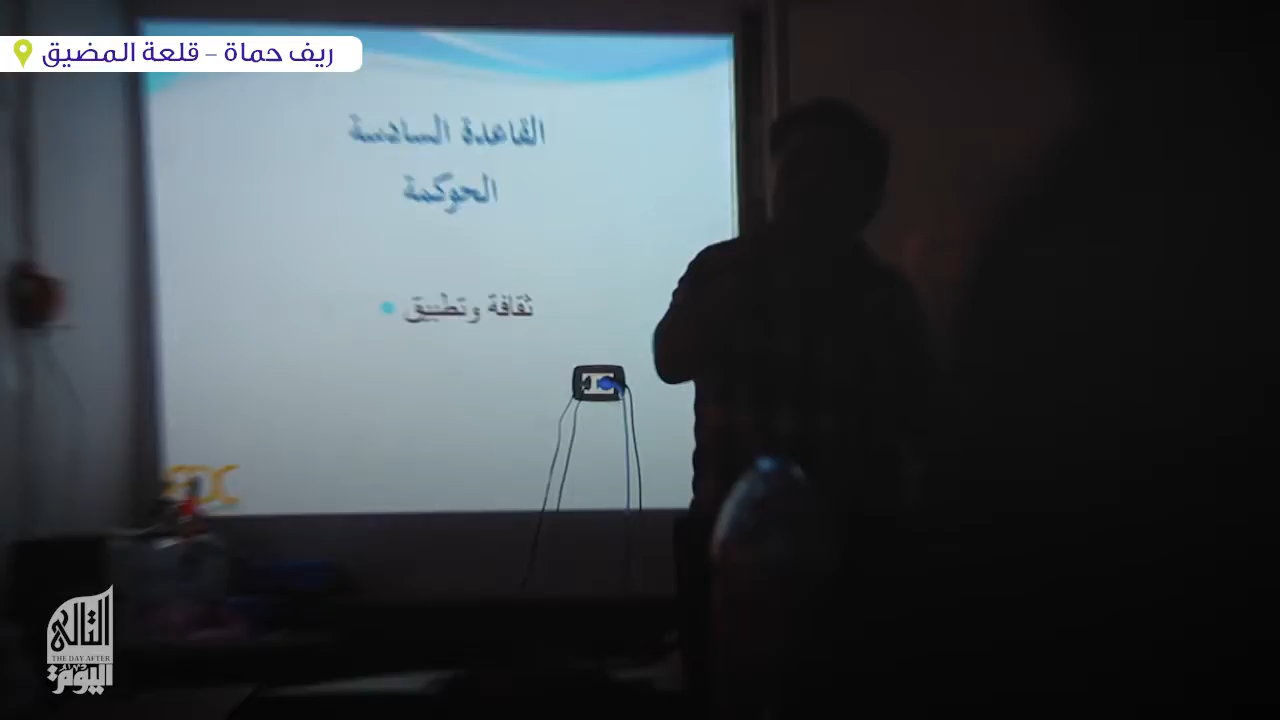 ريف حماة - قلعة المضيق
القاعدة السادسة
الحوكمة
ثقافة وتطبيق
التالي
THE DAY AFTER
اليوم